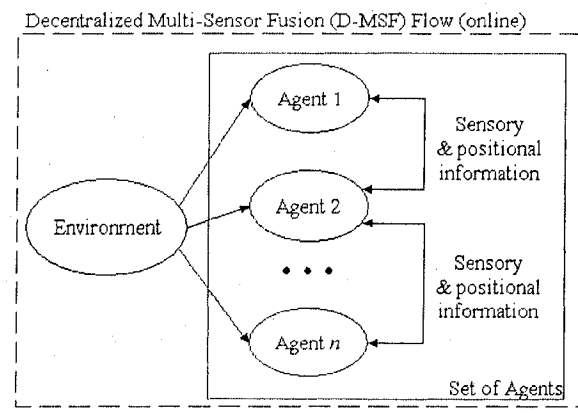 Decentralized Multi-Sensor Fusion (D-MSF) Flow (online)
Agent 1
Sensory
& positional
information
Environment
Agent 2
• • •
Sensory
& positional
information
Agent n
Set of Agents